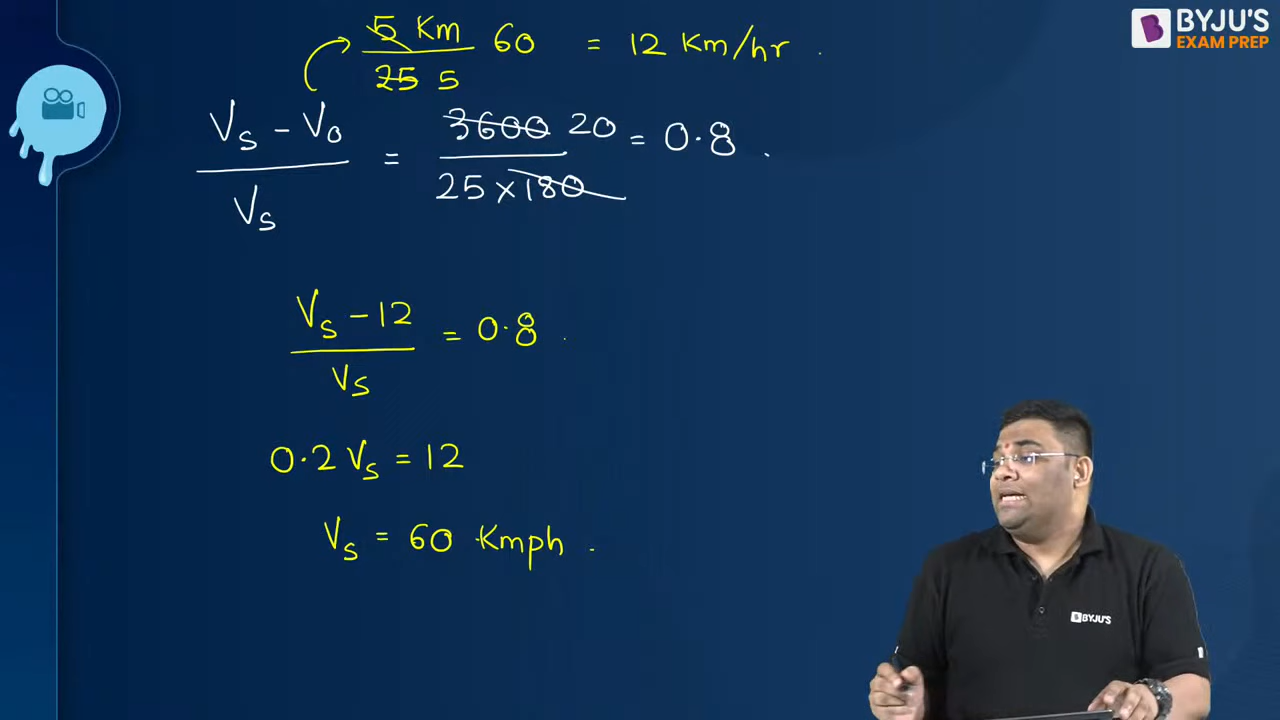 5 Km
25 5
60 = 12 Km/hr .
BYJU'S
EXAM PREP
Vs - Vo
Vs
=
3600 20
25 × 180
= 0.8 .
Vs - 12
Vs
= 0.8 .
0.2 Vs = 12
Vs = 60 Kmph .
BYJU'S